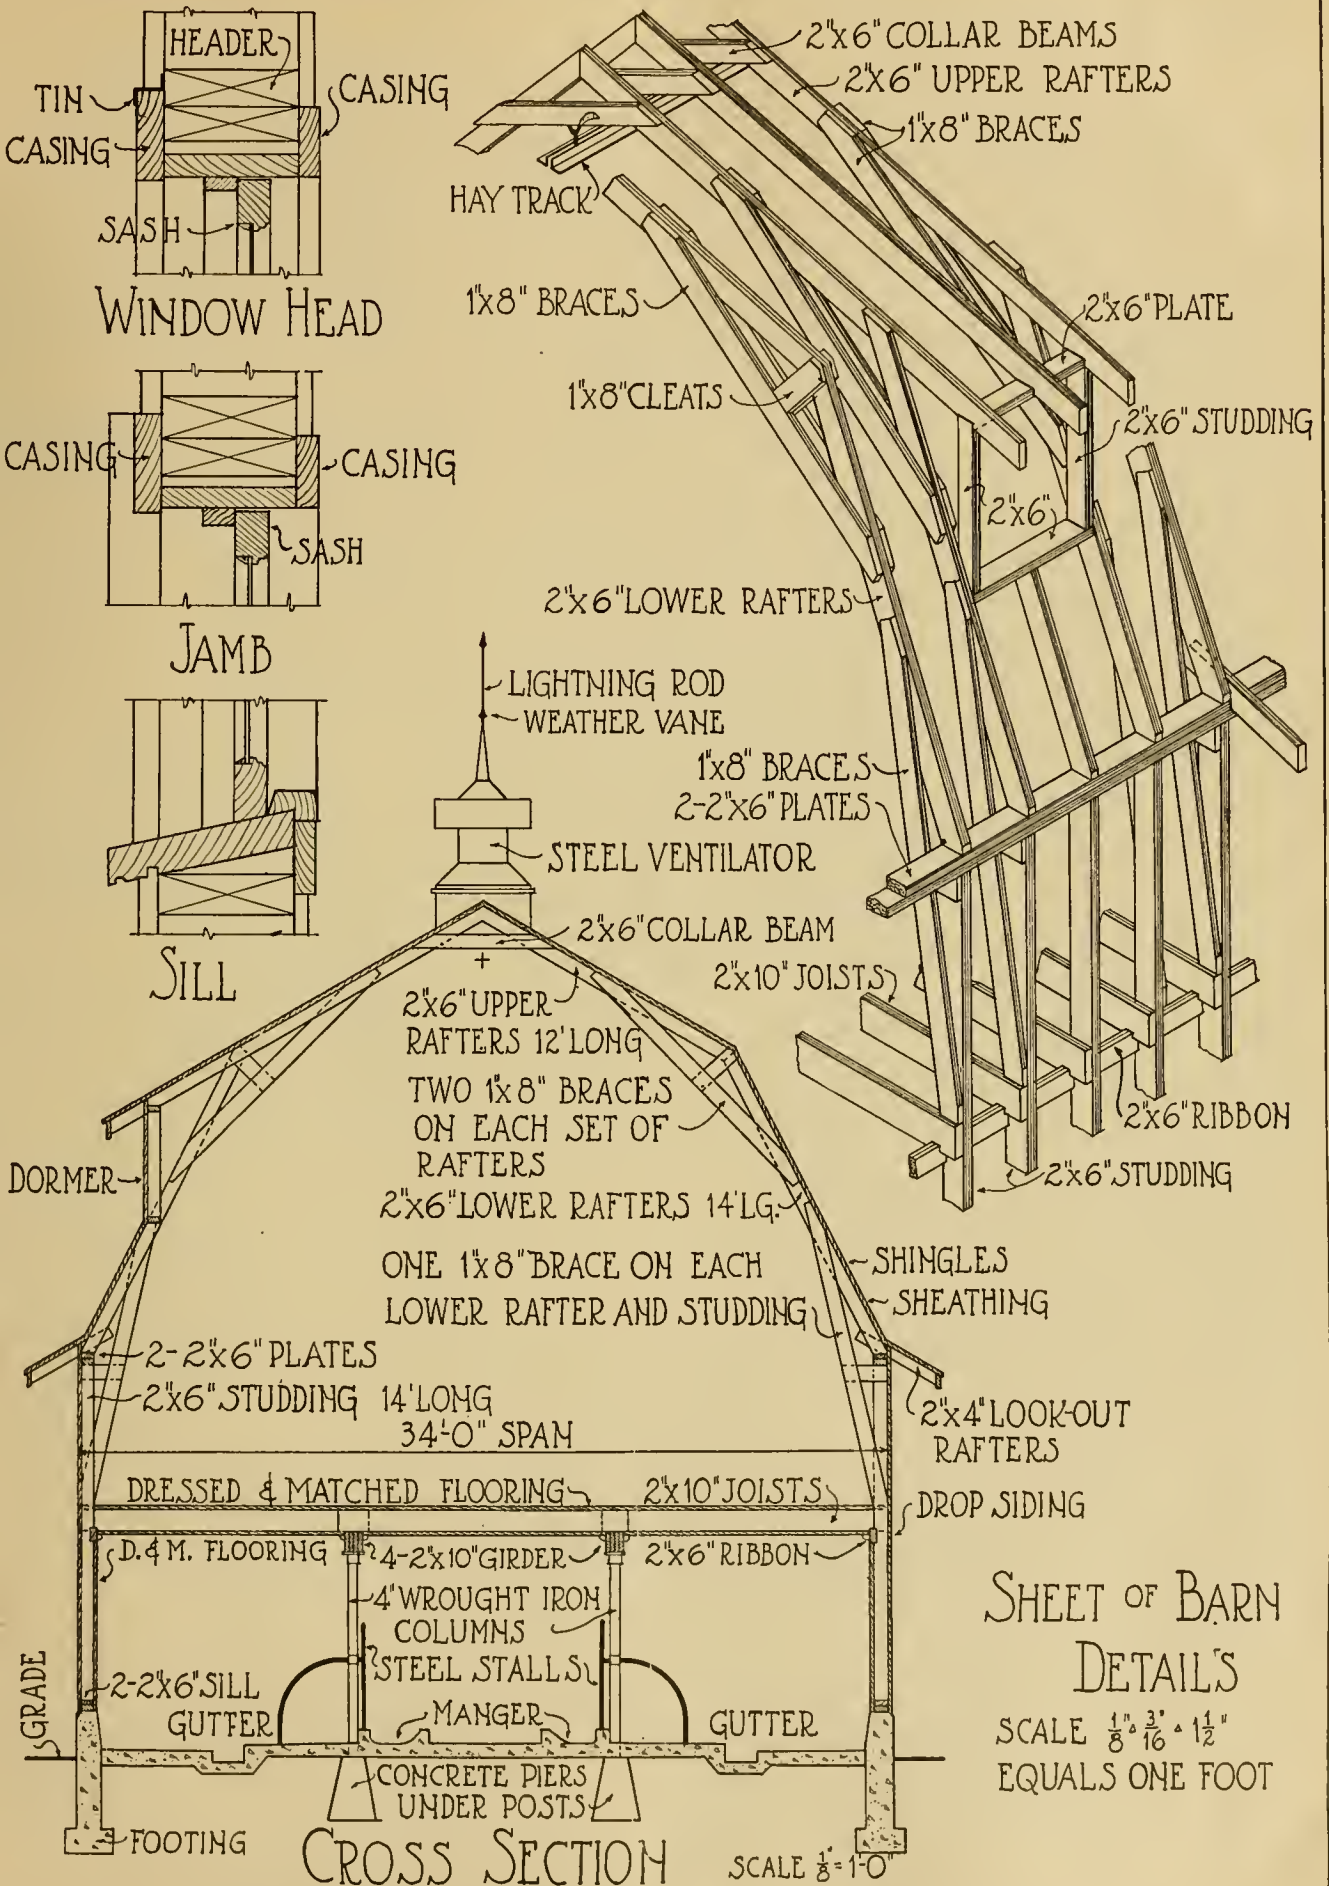 HEADER
TIN
CASING
CASING
SASH
WINDOW HEAD
CASING
CASING
SASH
JAMB
SILL
2"X6" COLLAR BEAMS
2"X6" UPPER RAFTERS
1"X8" BRACES
HAY TRACK
1"X8" BRACES
2"X6" PLATE
1"X8" CLEATS
2"X6" STUDDING
2"X6"
2"X6" LOWER RAFTERS
1"X8" BRACES
2-2"X6" PLATES
2"X10" JOISTS
2"X6" RIBBON
2"X6" STUDDING
LIGHTNING ROD
WEATHER VANE
STEEL VENTILATOR
2"X6" COLLAR BEAM
2"X6" UPPER
RAFTERS 12' LONG
TWO 1"X8" BRACES
ON EACH SET OF
RAFTERS
DORMER
2"X6" LOWER RAFTERS 14' LG.
ONE 1"X8" BRACE ON EACH
LOWER RAFTER AND STUDDING
SHINGLES
SHEATHING
2-2"X6" PLATES
2"X6" STUDDING 14' LONG
34'-0" SPAN
2"X4" LOOK-OUT
RAFTERS
DRESSED & MATCHED FLOORING
2"X10" JOISTS
DROP SIDING
D. & M. FLOORING
4-2"X10" GIRDER
2"X6" RIBBON
4" WROUGHT IRON
COLUMNS
STEEL STALLS
GRADE
2-2"X6" SILL
GUTTER
MANGER
GUTTER
CONCRETE PIERS
UNDER POSTS
FOOTING
CROSS SECTION
SCALE 1/8" = 1'-0"
SHEET OF BARN
DETAILS
SCALE 1/8" 3/16" 1 1/2"
EQUALS ONE FOOT